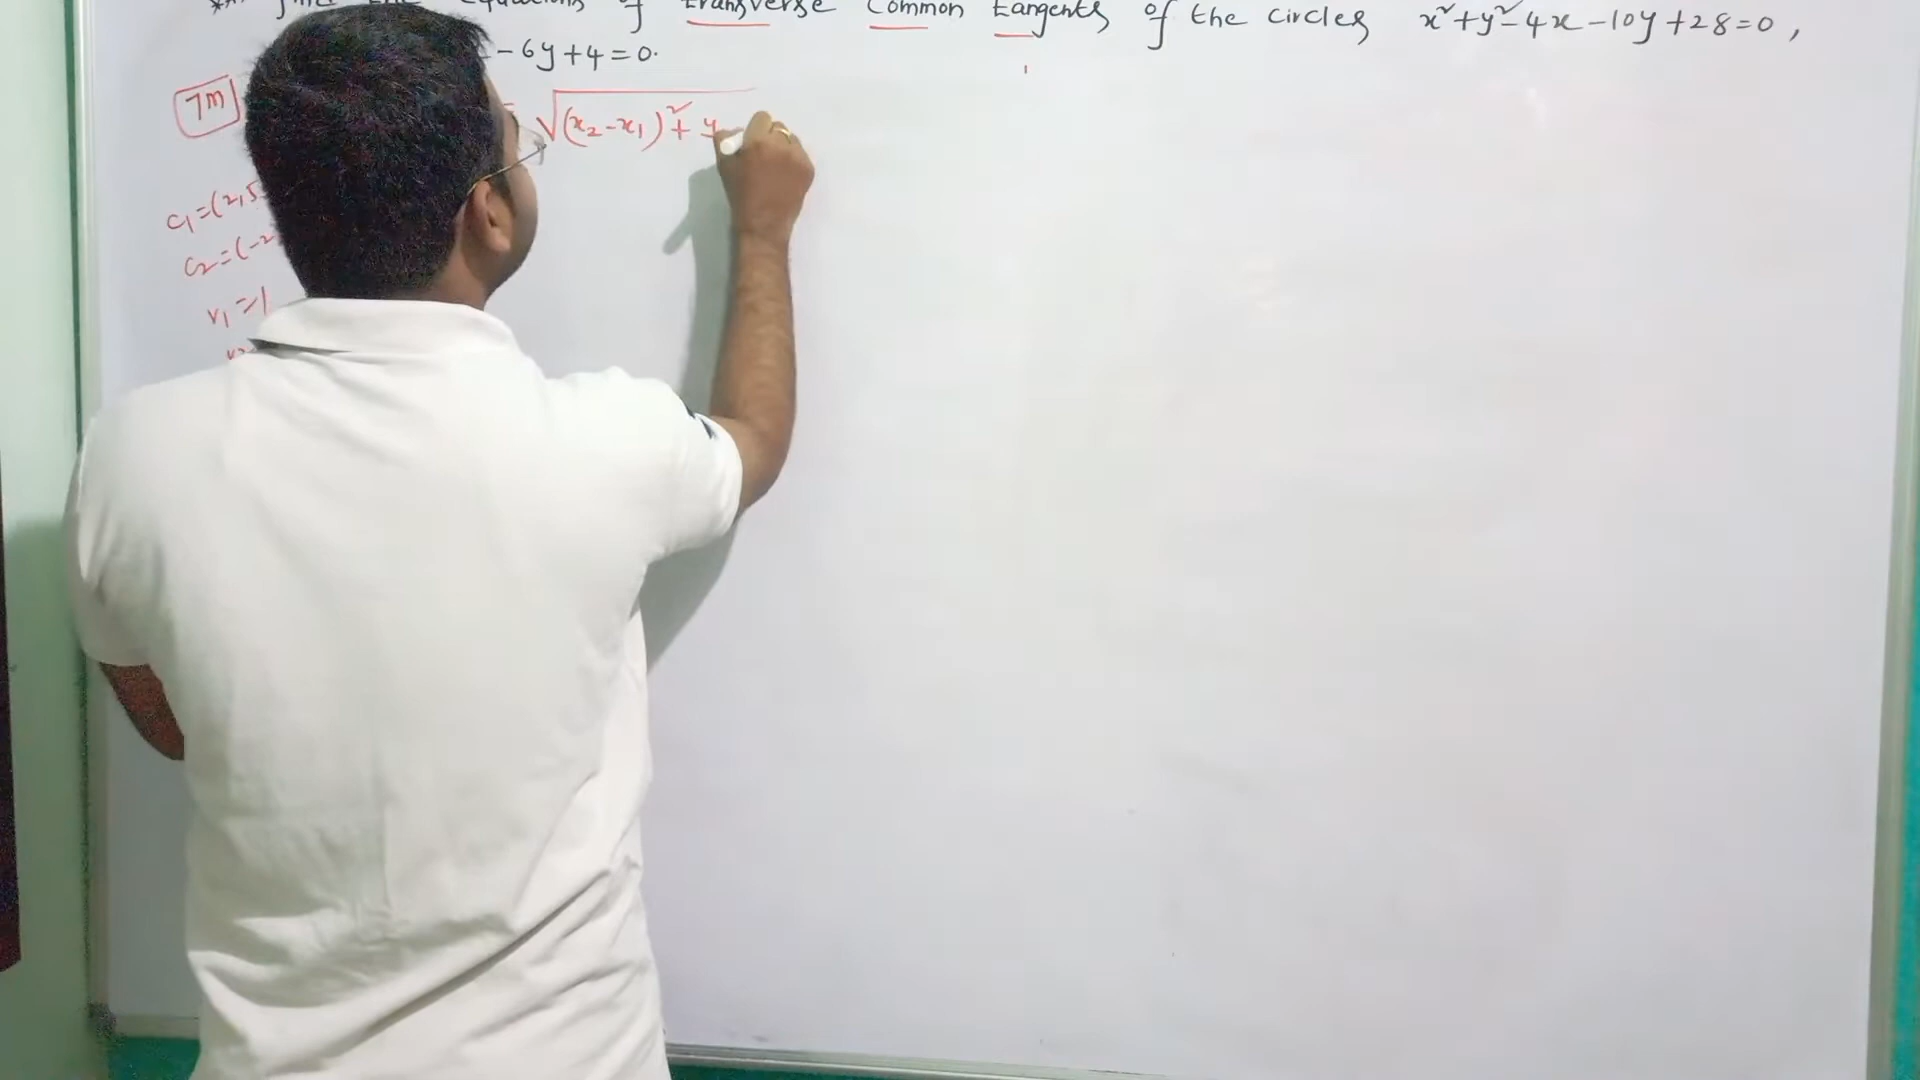 *** find the equations of transverse common tangents of the circles x²+y²-4x-10y+28=0,
-6y+4=0.
7m
= √(x₂-x₁)²+ y
C₁=(2,5
C₂=(-2
r₁=1